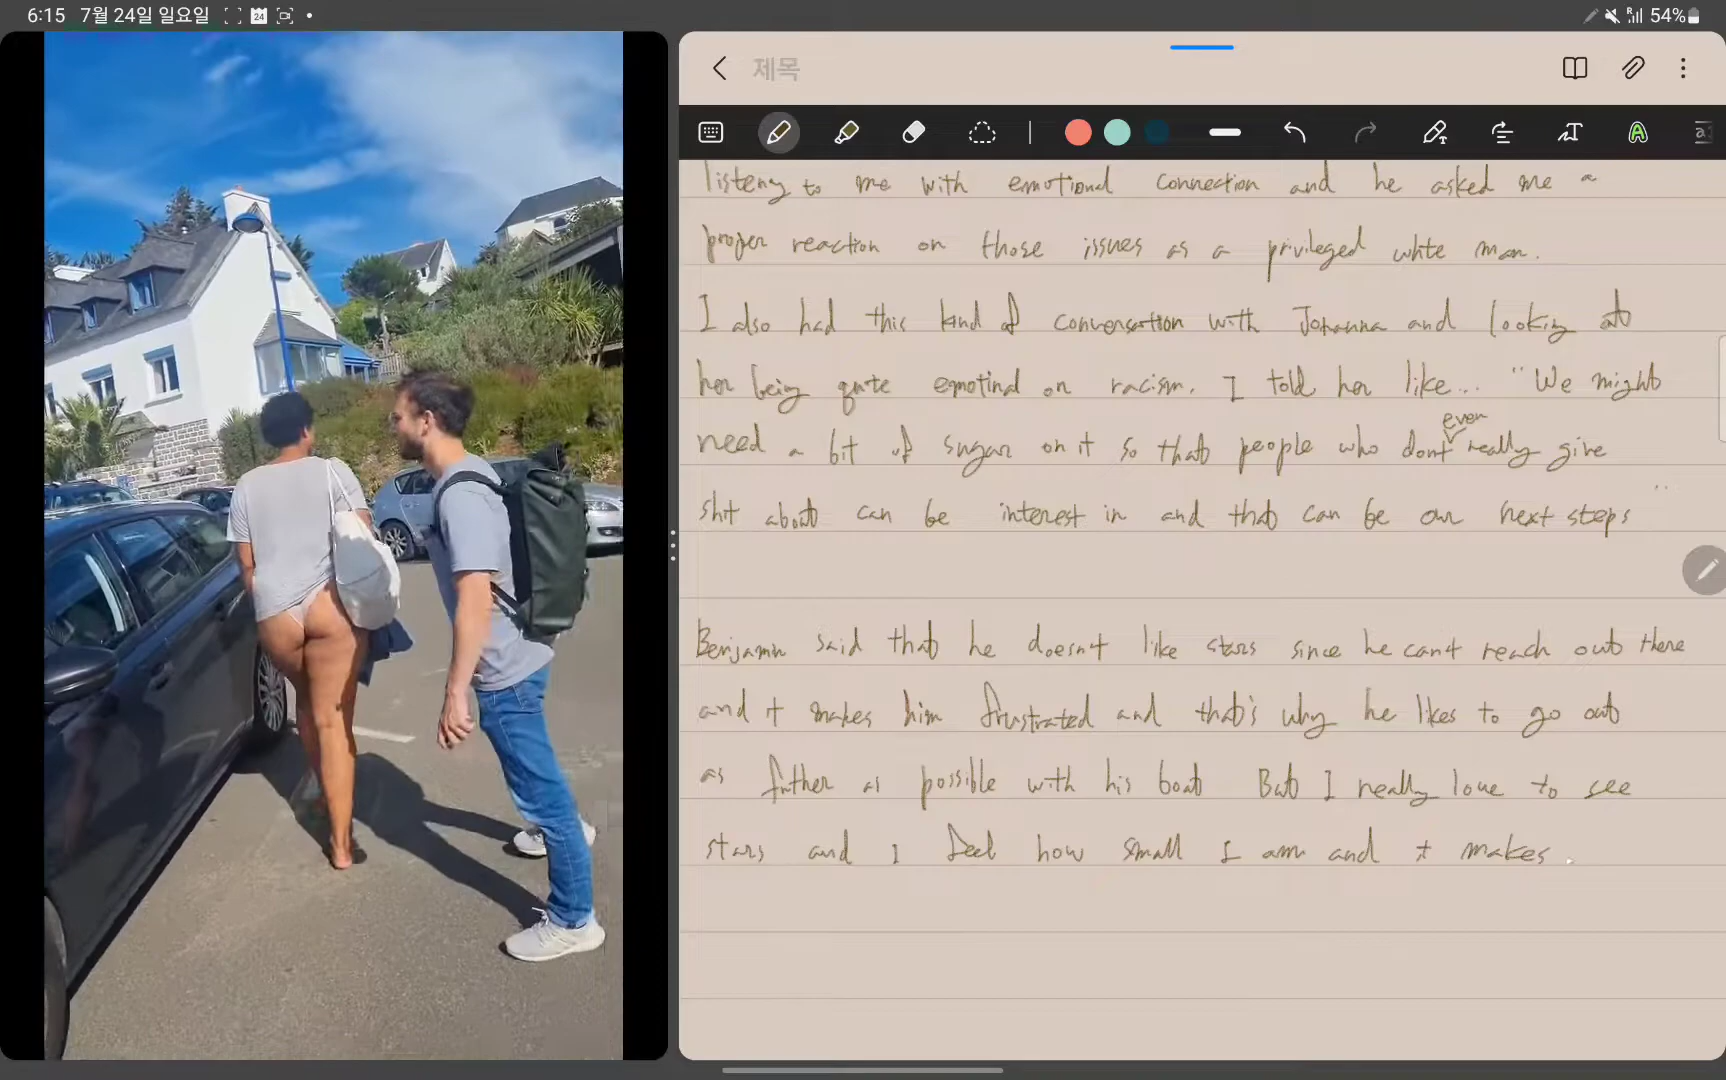 6:15 7월 24일 일요일 24 54%
제목
listeny to me with emotional connection and he asked me a
proper reaction on those issues as a privileged white man.
I also had this kind of conversation with Johanna and looking at
her being quite emotinal on racism. I told her like... "We might
even
need a bit of sugar on it so that people who dont really give
shit about can be interest in and that can be our next steps"
Benjamin said that he doesn't like stars since he can't reach out there
and it makes him frustrated and that's why he likes to go out
as futher as possible with his boat But I really love to see
stars and I feel how small I am and it makes